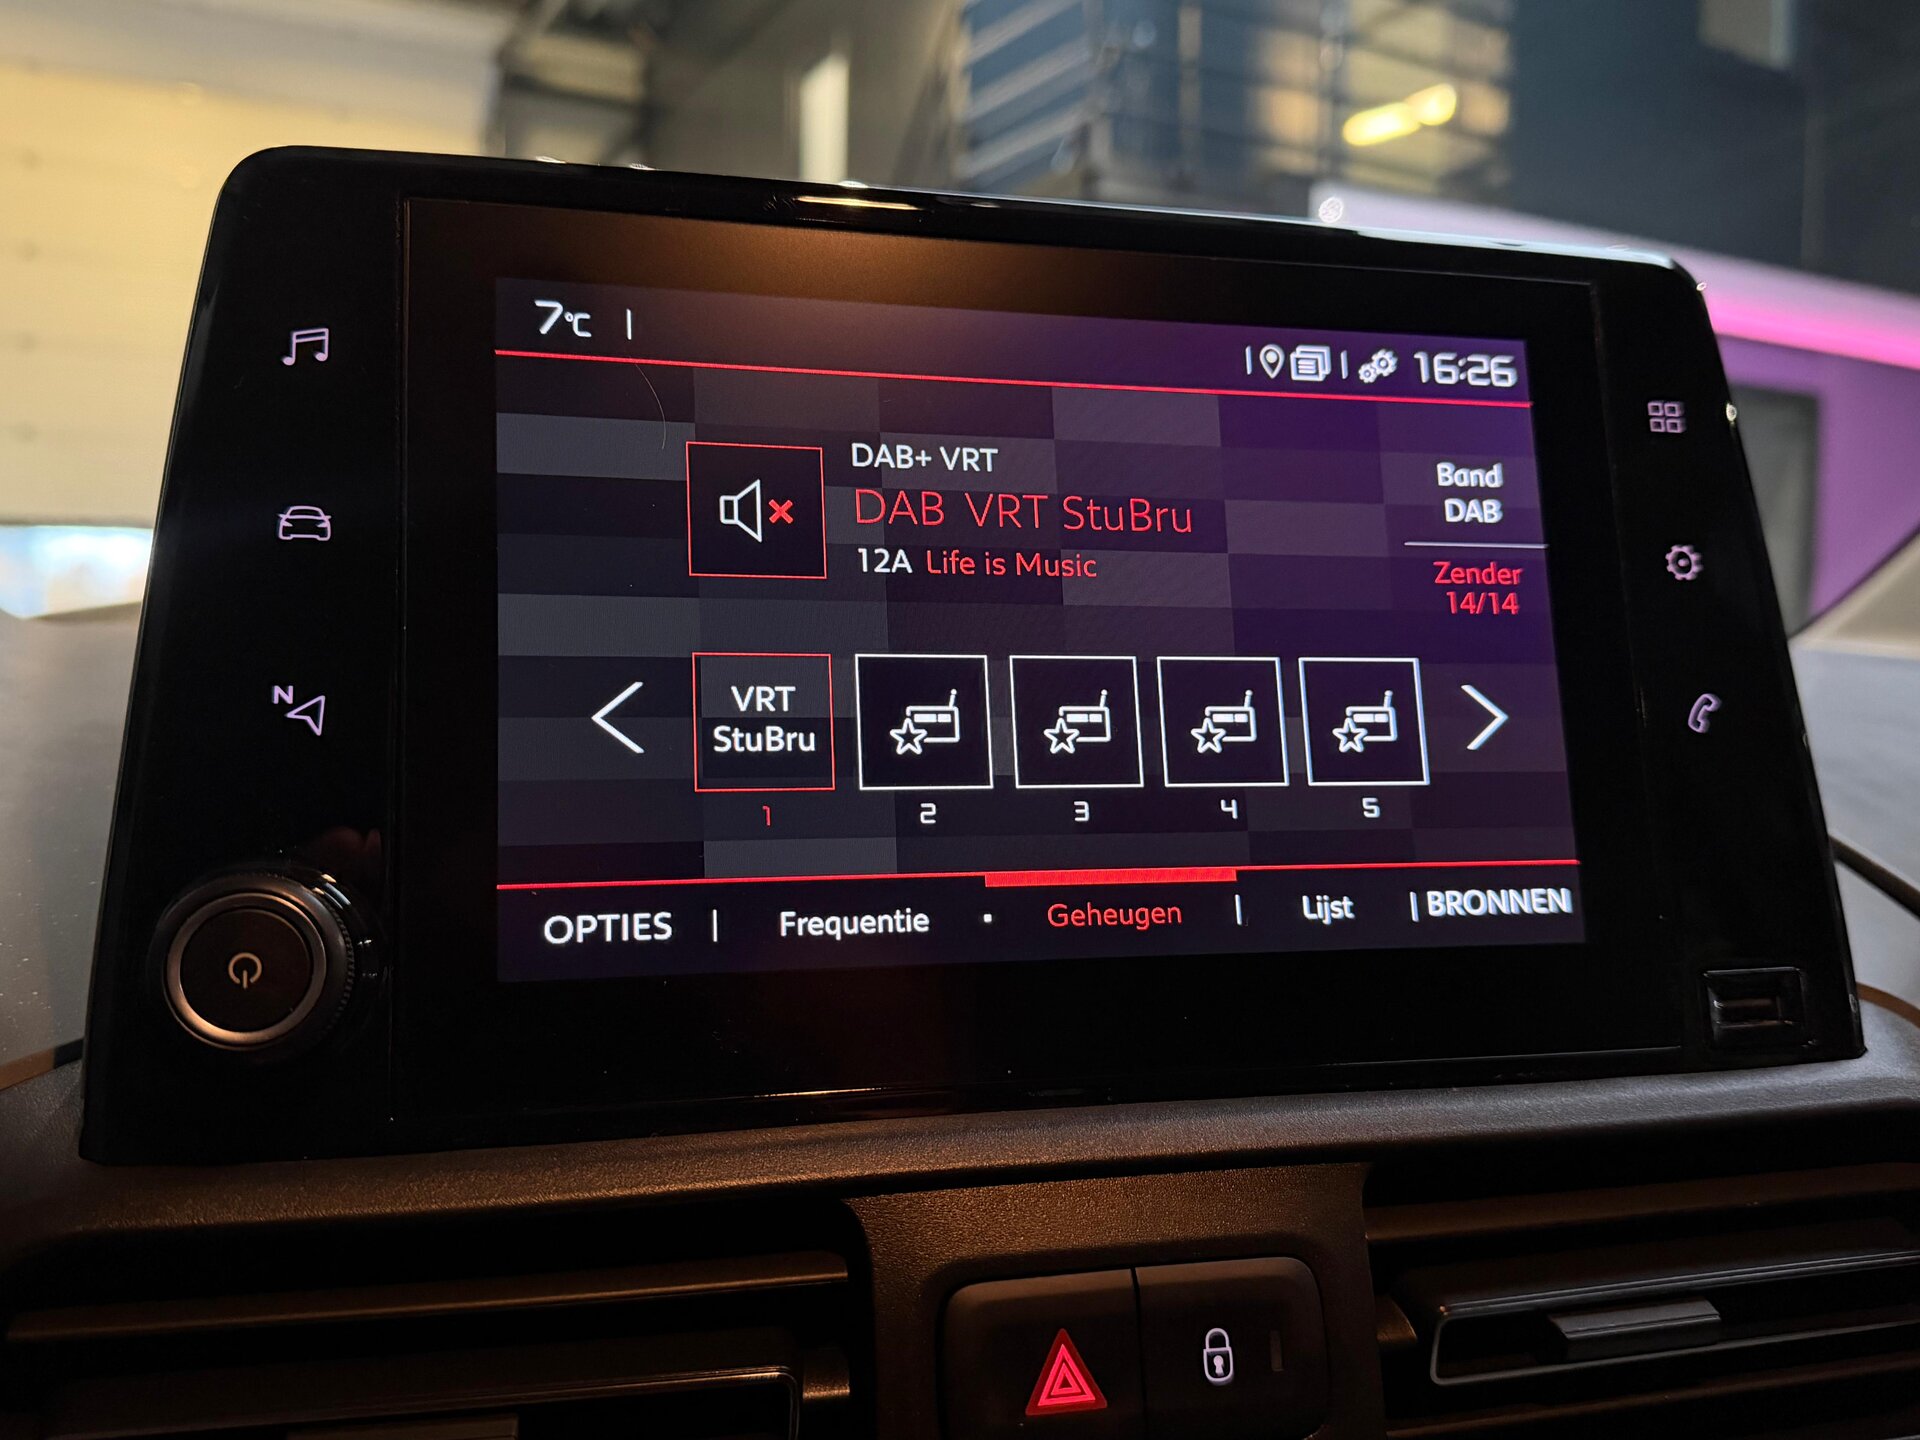 7°C
16:26
DAB+ VRT
DAB VRT StuBru
12A Life is Music
Band
DAB
Zender
14/14
N
VRT
StuBru
1 2 3 4 5
OPTIES Frequentie Geheugen Lijst BRONNEN